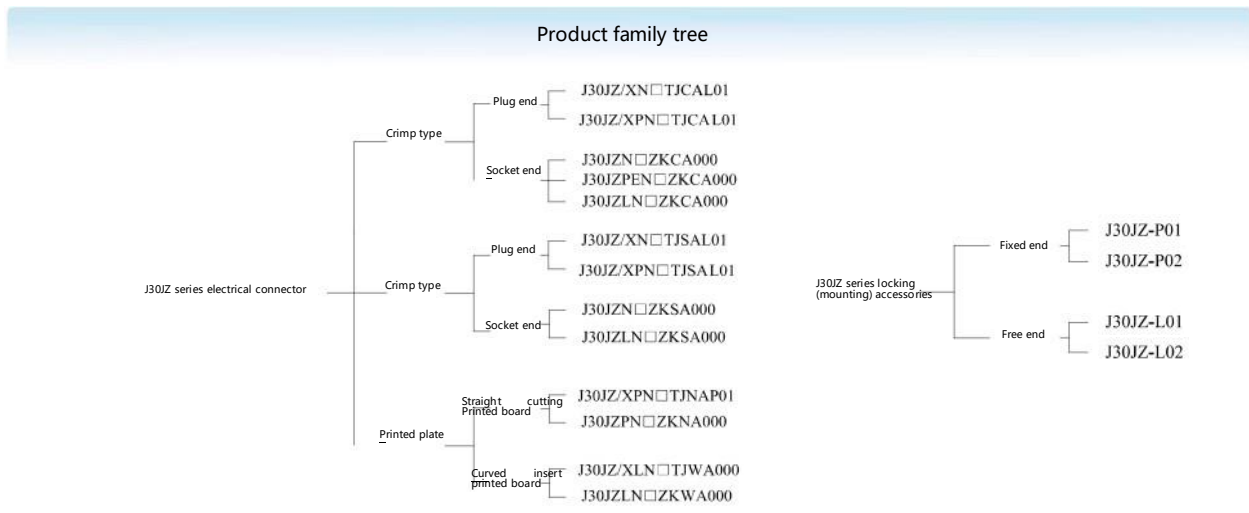 Product family tree
J30JZ series electrical connector
Crimp type
Plug end
J30JZ/XN□TJCAL01
J30JZ/XPN□TJCAL01
Socket end
J30JZN□ZKCA000
J30JZPEN□ZKCA000
J30JZLN□ZKCA000
Crimp type
Plug end
J30JZ/XN□TJSAL01
J30JZ/XPN□TJSAL01
Socket end
J30JZN□ZKSA000
J30JZLN□ZKSA000
Printed plate
Straight cutting
Printed board
J30JZ/XPN□TJNAP01
J30JZPN□ZKNA000
Curved insert
printed board
J30JZ/XLN□TJWA000
J30JZLN□ZKWA000
J30JZ series locking
(mounting) accessories
Fixed end
J30JZ-P01
J30JZ-P02
Free end
J30JZ-L01
J30JZ-L02